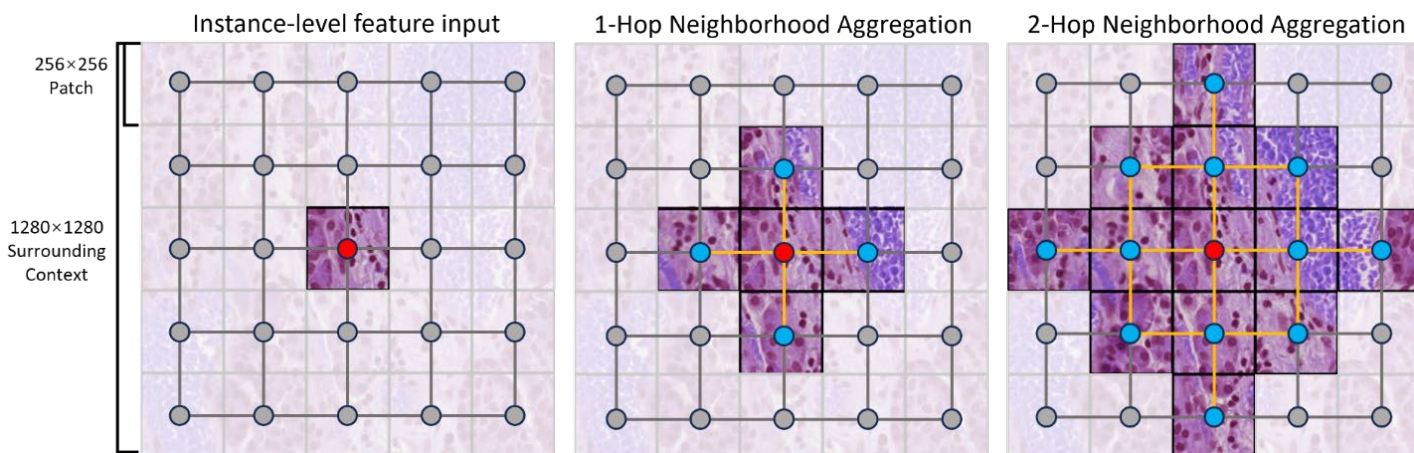 Instance-level feature input
1-Hop Neighborhood Aggregation
2-Hop Neighborhood Aggregation
256×256
Patch
1280×1280
Surrounding
Context